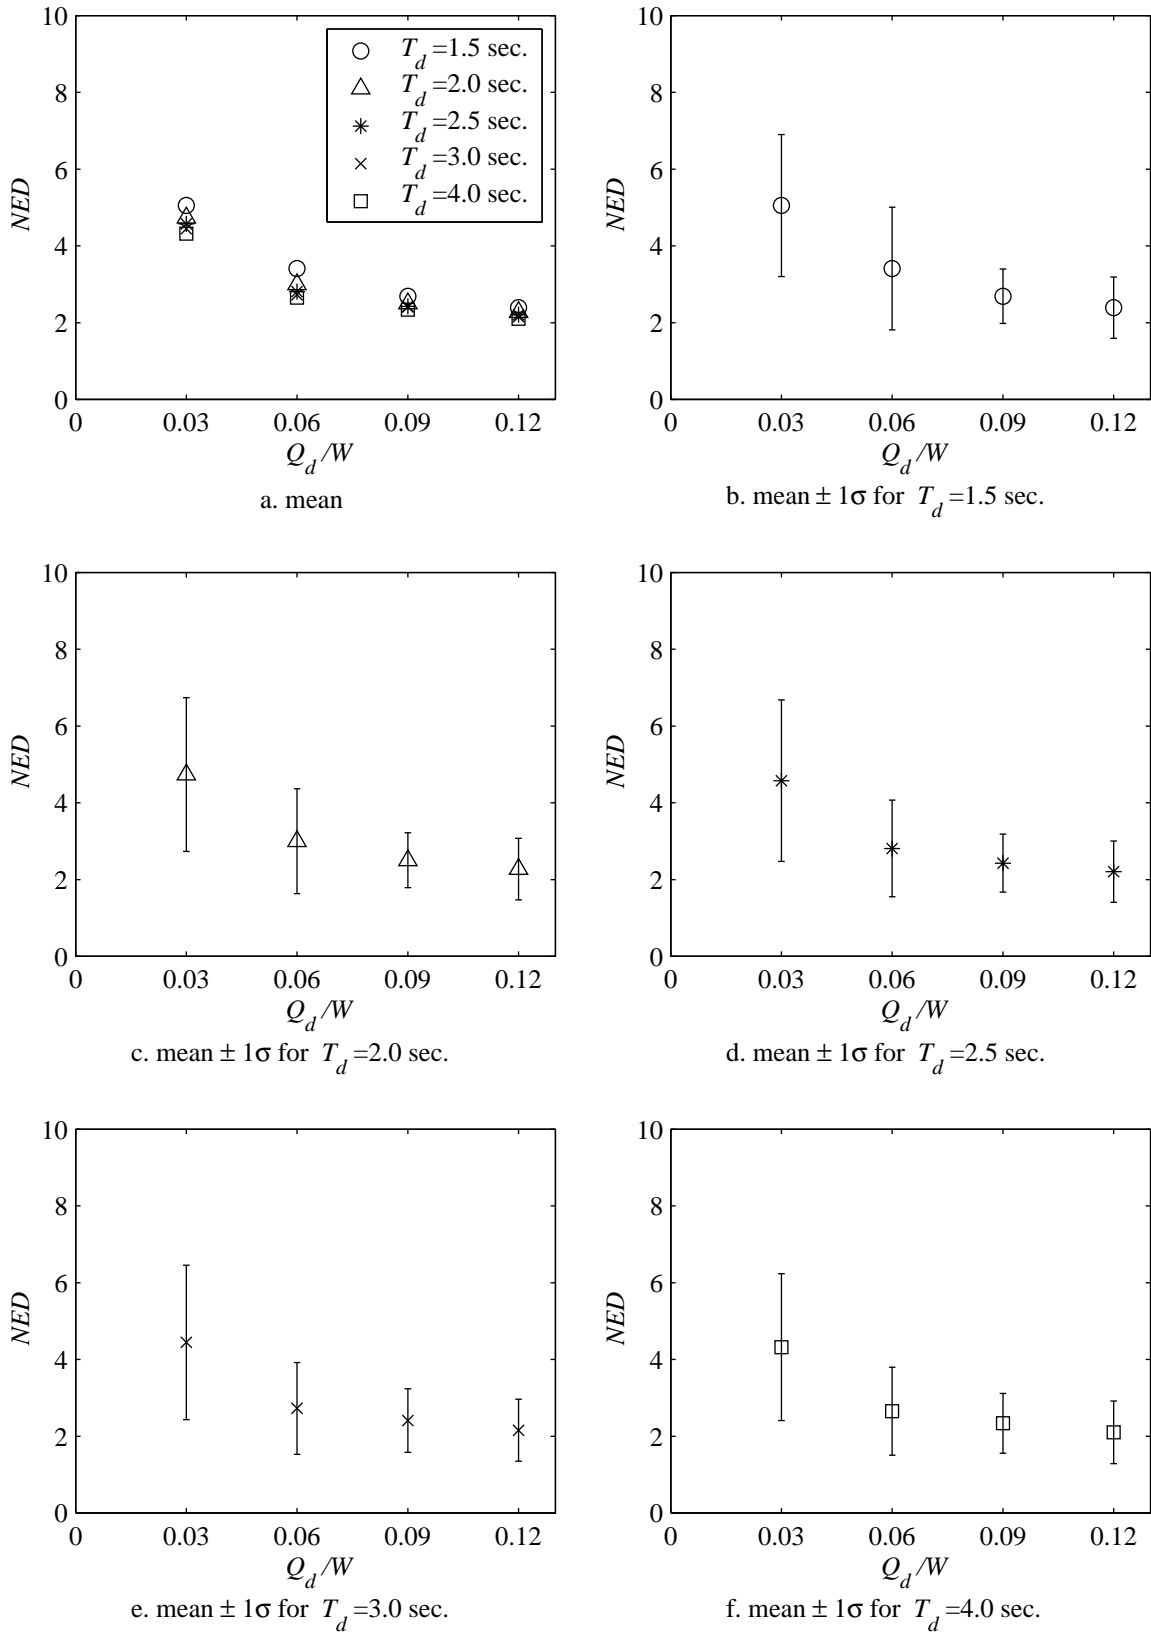 10
8
6
4
2
0
NED
T_d =1.5 sec.
T_d =2.0 sec.
T_d =2.5 sec.
T_d =3.0 sec.
T_d =4.0 sec.
0 0.03 0.06 0.09 0.12
Q_d /W
a. mean
10
8
6
4
2
0
NED
0 0.03 0.06 0.09 0.12
Q_d /W
b. mean ± 1σ for T_d =1.5 sec.
10
8
6
4
2
0
NED
0 0.03 0.06 0.09 0.12
Q_d /W
c. mean ± 1σ for T_d =2.0 sec.
10
8
6
4
2
0
NED
0 0.03 0.06 0.09 0.12
Q_d /W
d. mean ± 1σ for T_d =2.5 sec.
10
8
6
4
2
0
NED
0 0.03 0.06 0.09 0.12
Q_d /W
e. mean ± 1σ for T_d =3.0 sec.
10
8
6
4
2
0
NED
0 0.03 0.06 0.09 0.12
Q_d /W
f. mean ± 1σ for T_d =4.0 sec.